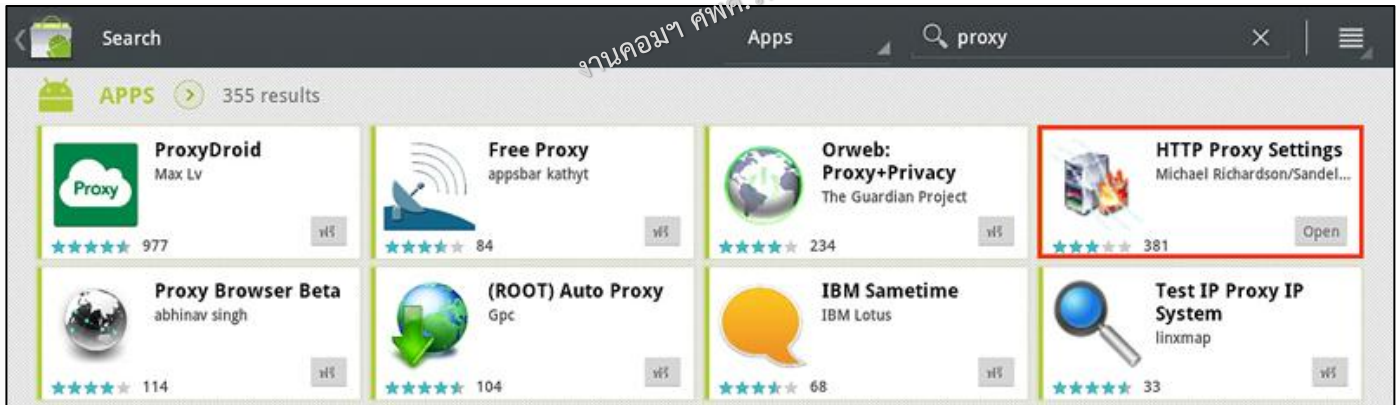 Search
Apps
proxy
งานคอมฯ ศพค.
APPS
355 results
ProxyDroid
Max Lv
Proxy
ฟรี
977
Free Proxy
appsbar kathyt
ฟรี
84
Orweb:
Proxy+Privacy
The Guardian Project
ฟรี
234
HTTP Proxy Settings
Michael Richardson/Sandel...
Open
381
Proxy Browser Beta
abhinav singh
ฟรี
114
(ROOT) Auto Proxy
Gpc
ฟรี
104
IBM Sametime
IBM Lotus
ฟรี
68
Test IP Proxy IP
System
linxmap
ฟรี
33